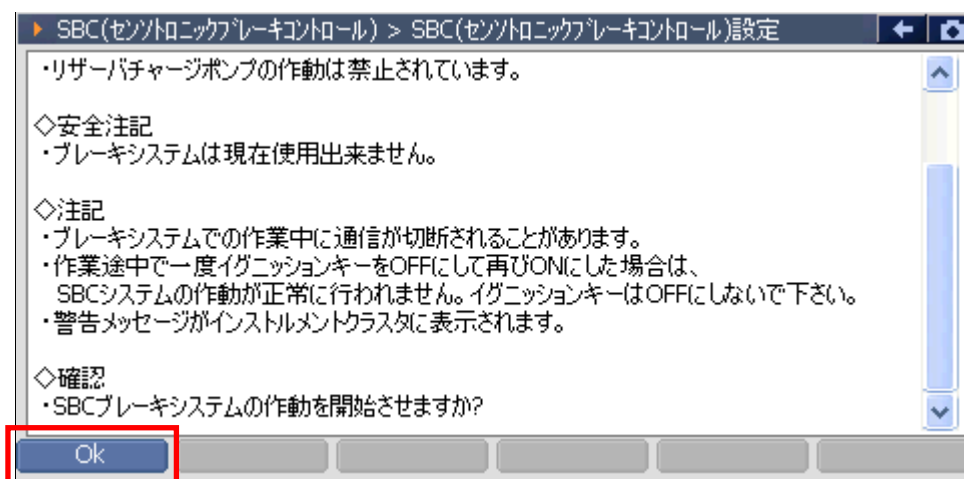 SBC(センソトロニックブレーキコントロール) > SBC(センソトロニックブレーキコントロール)設定
・リザーバチャージポンプの作動は禁止されています。
◇安全注記
・ブレーキシステムは現在使用出来ません。
◇注記
・ブレーキシステムでの作業中に通信が切断されることがあります。
・作業途中で一度イグニッションキーをOFFにして再びONにした場合は、
SBCシステムの作動が正常に行われません。イグニッションキーはOFFにしないで下さい。
・警告メッセージがインストルメントクラスタに表示されます。
◇確認
・SBCブレーキシステムの作動を開始させますか?
Ok